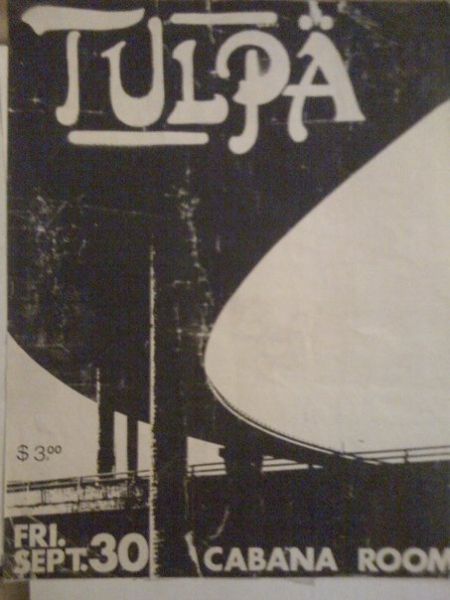 TULPÄ
$3.00
FRI.
SEPT. 30
CABANA ROOM